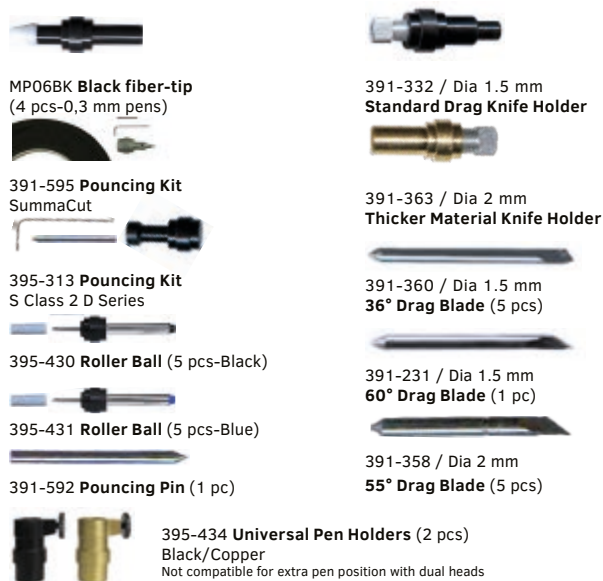 MP06BK Black fiber-tip
(4 pcs-0,3 mm pens)
391-595 Pouncing Kit
SummaCut
395-313 Pouncing Kit
S Class 2 D Series
395-430 Roller Ball (5 pcs-Black)
395-431 Roller Ball (5 pcs-Blue)
391-592 Pouncing Pin (1 pc)
391-332 / Dia 1.5 mm
Standard Drag Knife Holder
391-363 / Dia 2 mm
Thicker Material Knife Holder
391-360 / Dia 1.5 mm
36° Drag Blade (5 pcs)
391-231 / Dia 1.5 mm
60° Drag Blade (1 pc)
391-358 / Dia 2 mm
55° Drag Blade (5 pcs)
395-434 Universal Pen Holders (2 pcs)
Black/Copper
Not compatible for extra pen position with dual heads